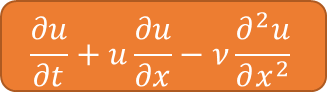 ∂u/∂t + u ∂u/∂x − ν ∂²u/∂x²